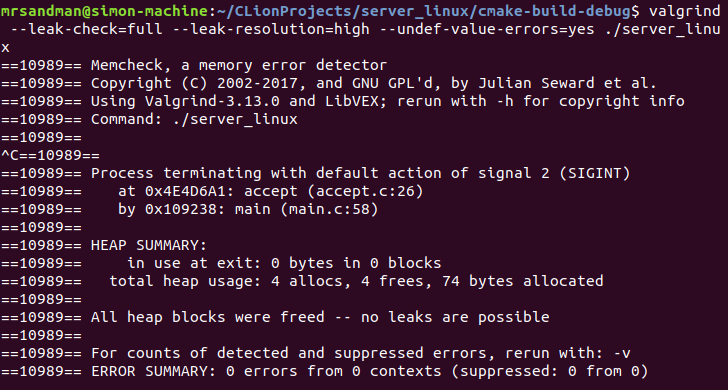 mrsandman@simon-machine:~/CLionProjects/server_linux/cmake-build-debug$ valgrind
 --leak-check=full --leak-resolution=high --undef-value-errors=yes ./server_linu
x
==10989== Memcheck, a memory error detector
==10989== Copyright (C) 2002-2017, and GNU GPL'd, by Julian Seward et al.
==10989== Using Valgrind-3.13.0 and LibVEX; rerun with -h for copyright info
==10989== Command: ./server_linux
==10989==
^C==10989==
==10989== Process terminating with default action of signal 2 (SIGINT)
==10989==    at 0x4E4D6A1: accept (accept.c:26)
==10989==    by 0x109238: main (main.c:58)
==10989==
==10989== HEAP SUMMARY:
==10989==     in use at exit: 0 bytes in 0 blocks
==10989==   total heap usage: 4 allocs, 4 frees, 74 bytes allocated
==10989==
==10989== All heap blocks were freed -- no leaks are possible
==10989==
==10989== For counts of detected and suppressed errors, rerun with: -v
==10989== ERROR SUMMARY: 0 errors from 0 contexts (suppressed: 0 from 0)